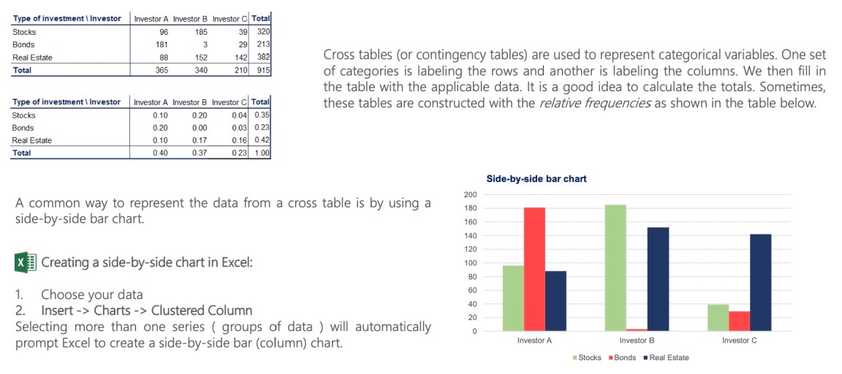 Type of investment \ Investor Investor A Investor B Investor C Total
Stocks 96 185 39 320
Bonds 181 3 29 213
Real Estate 88 152 142 382
Total 365 340 210 915
Type of investment \ Investor Investor A Investor B Investor C Total
Stocks 0.10 0.20 0.04 0.35
Bonds 0.20 0.00 0.03 0.23
Real Estate 0.10 0.17 0.16 0.42
Total 0.40 0.37 0.23 1.00
Cross tables (or contingency tables) are used to represent categorical variables. One set
of categories is labeling the rows and another is labeling the columns. We then fill in
the table with the applicable data. It is a good idea to calculate the totals. Sometimes,
these tables are constructed with the relative frequencies as shown in the table below.
A common way to represent the data from a cross table is by using a
side-by-side bar chart.
X Creating a side-by-side chart in Excel:
1. Choose your data
2. Insert -> Charts -> Clustered Column
Selecting more than one series ( groups of data ) will automatically
prompt Excel to create a side-by-side bar (column) chart.
Side-by-side bar chart
200
180
160
140
120
100
80
60
40
20
0
Investor A Investor B Investor C
Stocks Bonds Real Estate